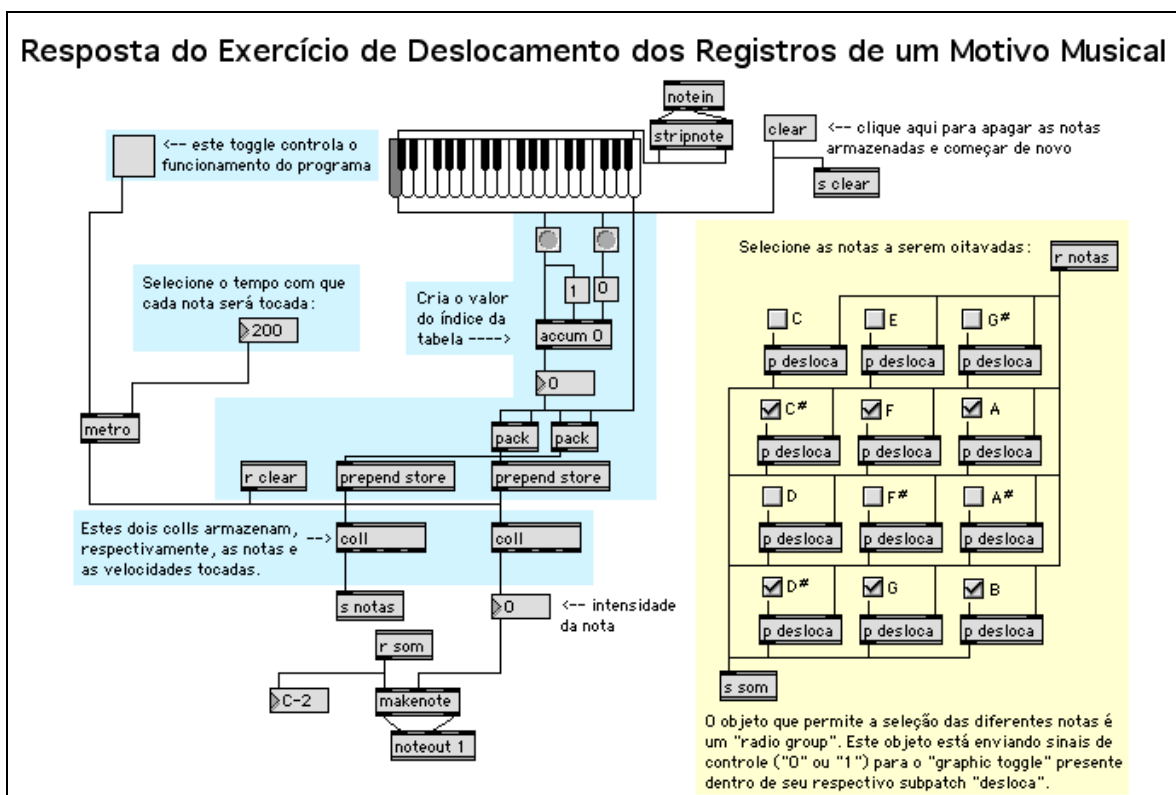 Resposta do Exercício de Deslocamento dos Registros de um Motivo Musical
notein
stripnote
clear
<-- clique aqui para apagar as notas
armazenadas e começar de novo
s clear
<-- este toggle controla o
funcionamento do programa
Selecione o tempo com que
cada nota será tocada:
200
Cria o valor
do índice da
tabela ---->
1
0
accum 0
0
metro
pack
pack
r clear
prepend store
prepend store
Estes dois colls armazenam,
respectivamente, as notas e
as velocidades tocadas.
-->
coll
coll
s notas
0
<-- intensidade
da nota
r som
C-2
makenote
noteout 1
Selecione as notas a serem oitavadas:
r notas
C
E
G#
p desloca
p desloca
p desloca
C#
F
A
p desloca
p desloca
p desloca
D
F#
A#
p desloca
p desloca
p desloca
D#
G
B
p desloca
p desloca
p desloca
s som
O objeto que permite a seleção das diferentes notas é
um "radio group". Este objeto está enviando sinais de
controle ("0" ou "1") para o "graphic toggle" presente
dentro de seu respectivo subpatch "desloca".